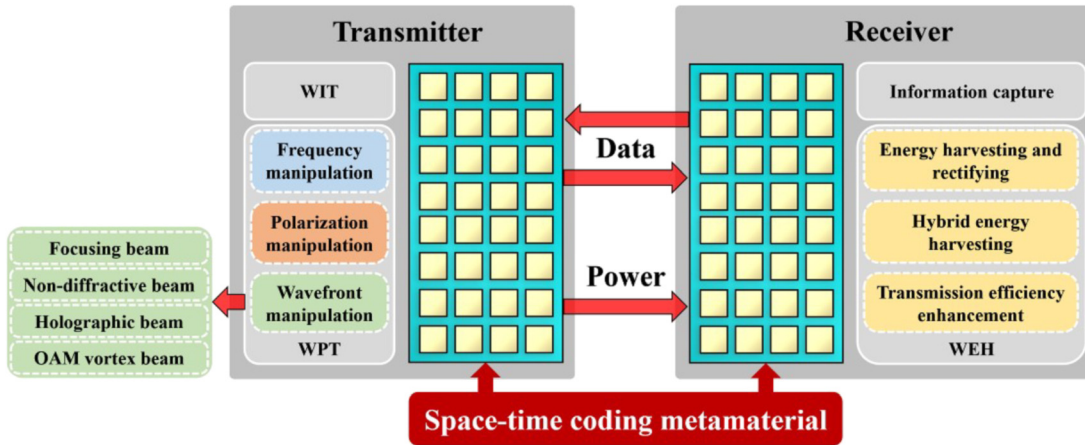 Transmitter
WIT
Frequency
manipulation
Polarization
manipulation
Wavefront
manipulation
WPT
Focusing beam
Non-diffractive beam
Holographic beam
OAM vortex beam
Data
Power
Receiver
Information capture
Energy harvesting and
rectifying
Hybrid energy
harvesting
Transmission efficiency
enhancement
WEH
Space-time coding metamaterial